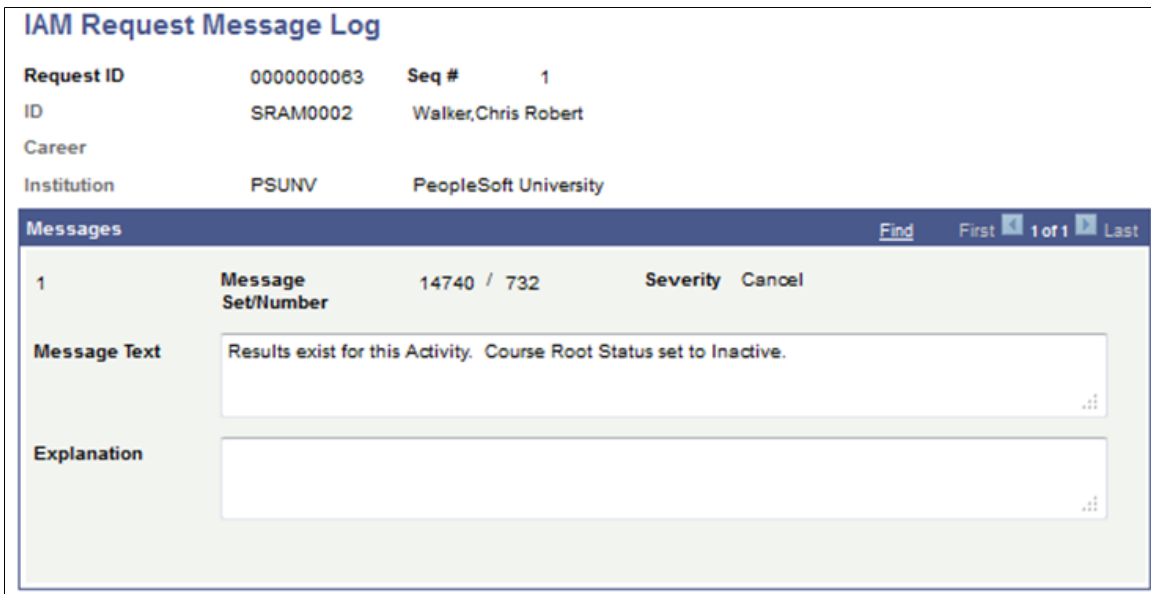 IAM Request Message Log
Request ID 0000000063 Seq # 1
ID SRAM0002 Walker,Chris Robert
Career
Institution PSUNV PeopleSoft University
Messages Find First 1 of 1 Last
1 Message Set/Number 14740 / 732 Severity Cancel
Message Text Results exist for this Activity. Course Root Status set to Inactive.
Explanation